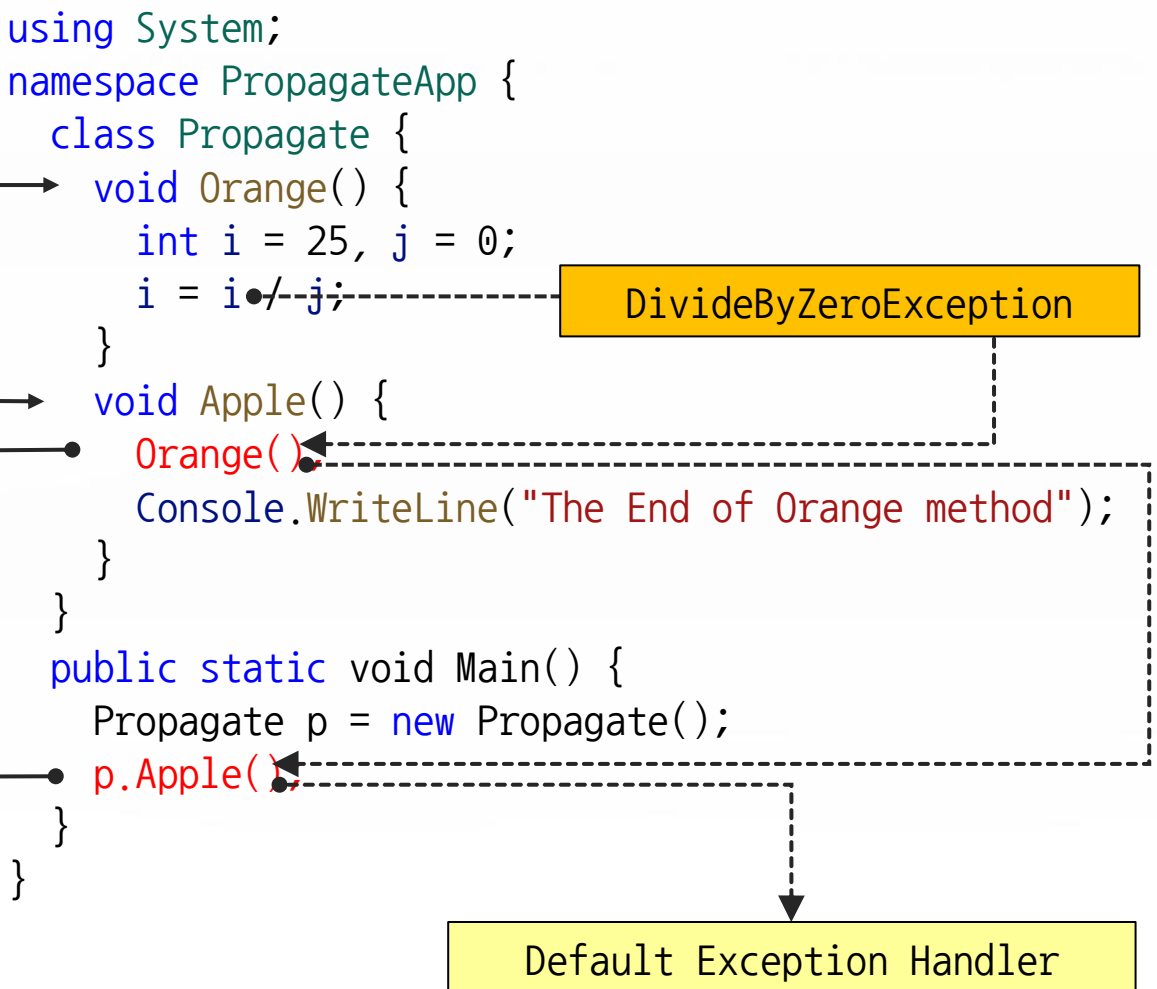 using System;
namespace PropagateApp {
class Propagate {
void Orange() {
int i = 25, j = 0;
i = i / j;
DivideByZeroException
}
void Apple() {
Orange();
Console.WriteLine("The End of Orange method");
}
}
public static void Main() {
Propagate p = new Propagate();
p.Apple();
}
}
Default Exception Handler